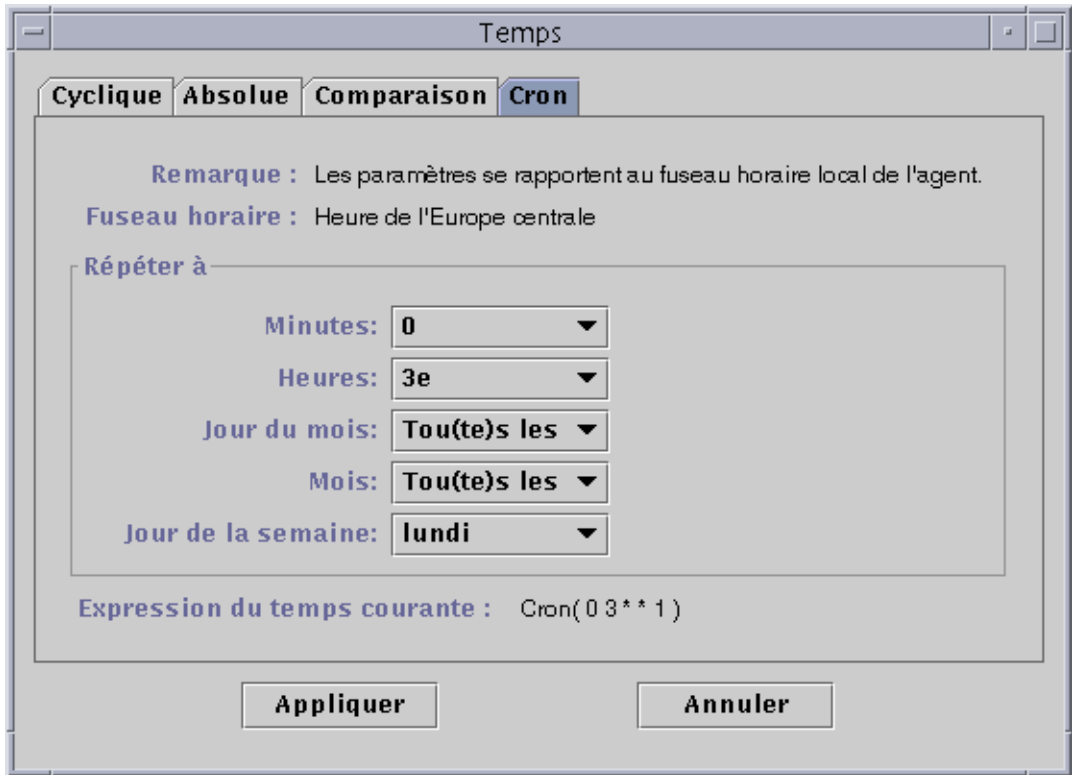 Temps
Cyclique Absolue Comparaison Cron
Remarque : Les paramètres se rapportent au fuseau horaire local de l'agent.
Fuseau horaire : Heure de l'Europe centrale
Répéter à
Minutes: 0
Heures: 3e
Jour du mois: Tou(te)s les
Mois: Tou(te)s les
Jour de la semaine: lundi
Expression du temps courante : Cron( 0 3 * * 1 )
Appliquer Annuler